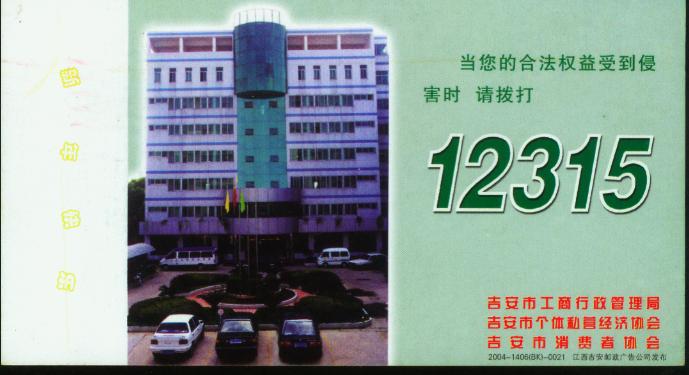 当您的合法权益受到侵
害时 请拨打
12315
吉安市工商行政管理局
吉安市个体私营经济协会
吉安市消费者协会
2004-1406(BK)-0021 江西吉安邮政广告公司发布